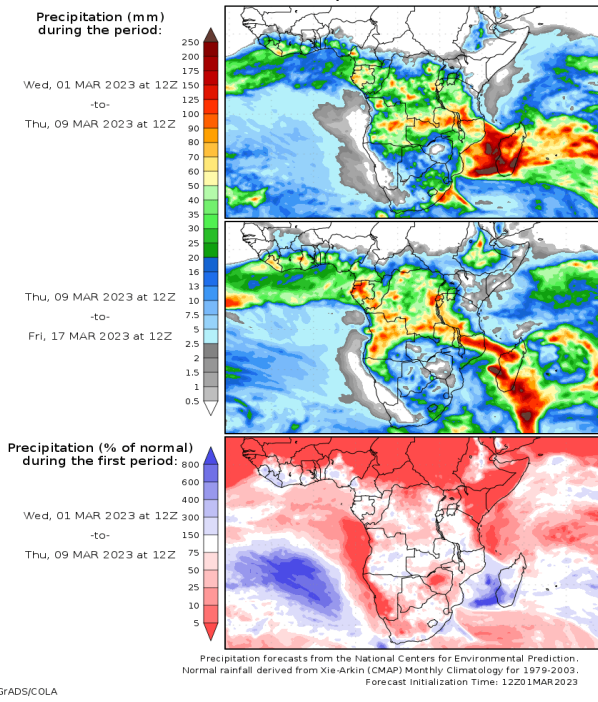 Precipitation (mm)
during the period:
250
200
175
Wed, 01 MAR 2023 at 12Z
150
125
-to-
100
Thu, 09 MAR 2023 at 12Z
90
80
70
60
50
40
35
30
25
20
16
Thu, 09 MAR 2023 at 12Z
13
10
-to-
7.5
Fri, 17 MAR 2023 at 12Z
5
2.5
2
1.5
1
0.5
Precipitation (% of normal)
during the first period:
800
600
400
Wed, 01 MAR 2023 at 12Z
300
-to-
150
Thu, 09 MAR 2023 at 12Z
75
50
25
10
5
Precipitation forecasts from the National Centers for Environmental Prediction.
Normal rainfall derived from Xie-Arkin (CMAP) Monthly Climatology for 1979-2003.
Forecast Initialization Time: 12Z01MAR2023
GrADS/COLA